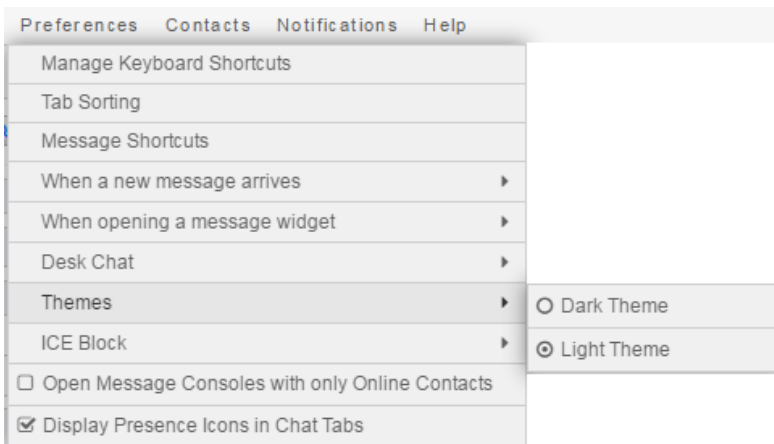 Preferences Contacts Notifications Help
Manage Keyboard Shortcuts
Tab Sorting
Message Shortcuts
When a new message arrives
When opening a message widget
Desk Chat
Themes
Dark Theme
ICE Block
Light Theme
Open Message Consoles with only Online Contacts
Display Presence Icons in Chat Tabs